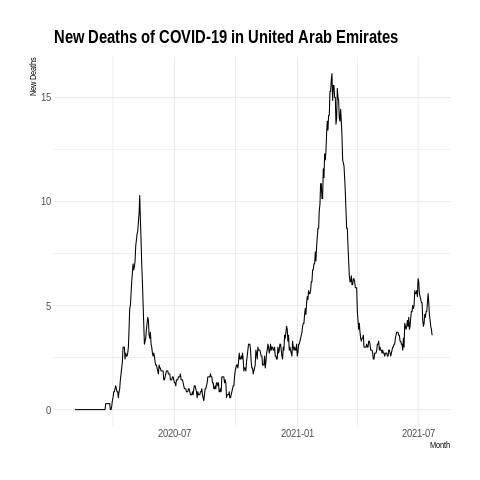 New Deaths of COVID-19 in United Arab Emirates
New Deaths
15
10
5
0
2020-07
2021-01
2021-07
Month